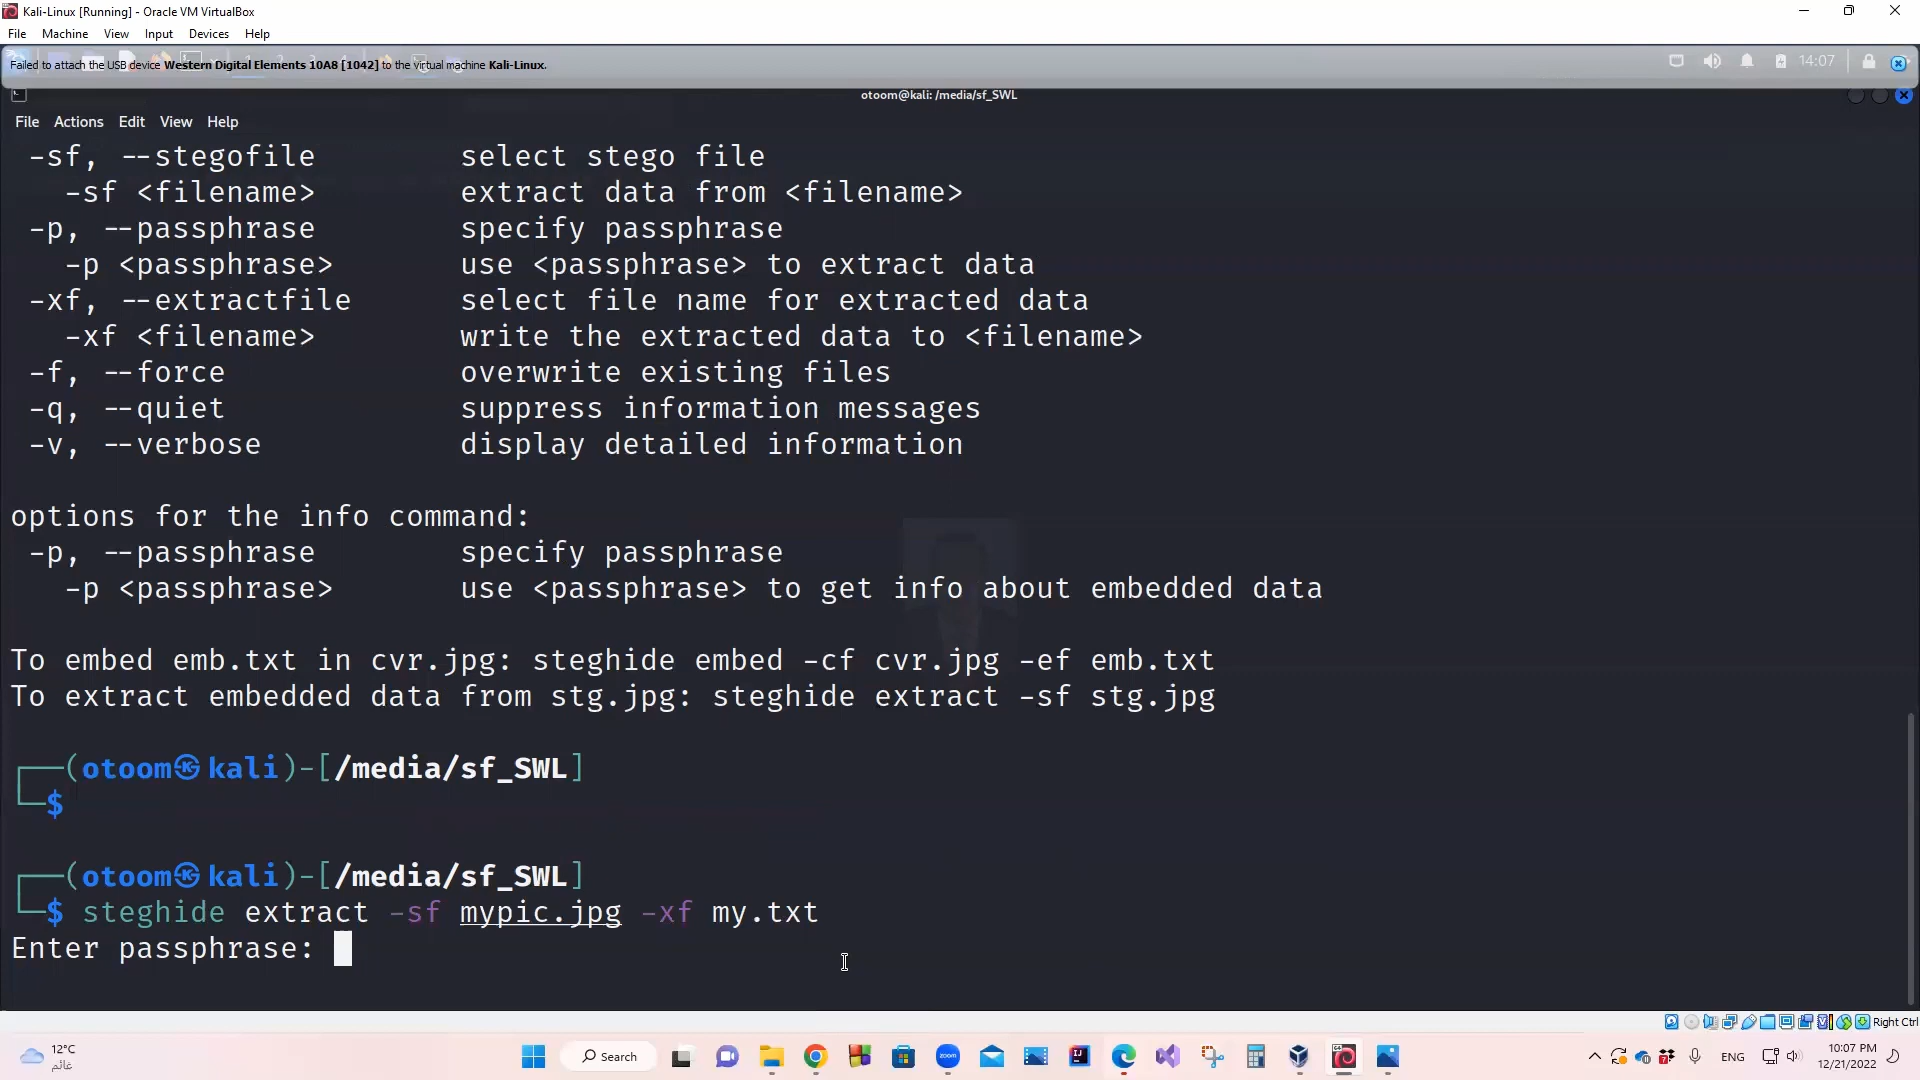 Kali-Linux [Running] - Oracle VM VirtualBox
File Machine View Input Devices Help
Failed to attach the USB device Western Digital Elements 10A8 [1042] to the virtual machine Kali-Linux.
14:07
otoom@kali: /media/sf_SWL
File Actions Edit View Help
-sf, --stegofile select stego file
-sf <filename> extract data from <filename>
-p, --passphrase specify passphrase
-p <passphrase> use <passphrase> to extract data
-xf, --extractfile select file name for extracted data
-xf <filename> write the extracted data to <filename>
-f, --force overwrite existing files
-q, --quiet suppress information messages
-v, --verbose display detailed information
options for the info command:
-p, --passphrase specify passphrase
-p <passphrase> use <passphrase> to get info about embedded data
To embed emb.txt in cvr.jpg: steghide embed -cf cvr.jpg -ef emb.txt
To extract embedded data from stg.jpg: steghide extract -sf stg.jpg
┌──(otoom㉿kali)-[/media/sf_SWL]
└─$
┌──(otoom㉿kali)-[/media/sf_SWL]
└─$ steghide extract -sf mypic.jpg -xf my.txt
Enter passphrase:
Right Ctrl
12°C
غائم
Search
zoom
ENG
10:07 PM
12/21/2022